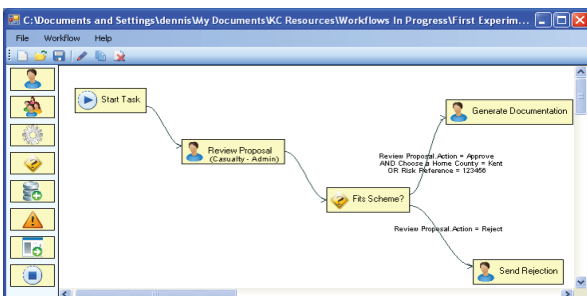 C:\Documents and Settings\dennis\My Documents\KC Resources\Workflows In Progress\First Experim...
File Workflow Help
Start Task
Generate Documentation
Review Proposal
(Casualty - Admin)
Review Proposal.Action = Approve
AND Choose a Home County = Kent
OR Risk Reference = 123456
Fits Scheme?
Review Proposal.Action = Reject
Send Rejection